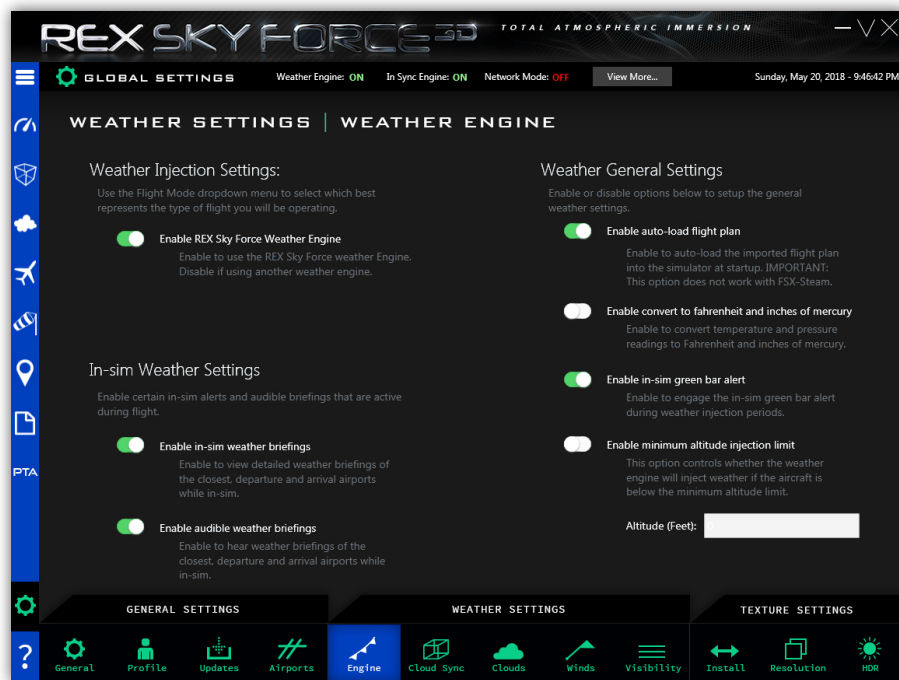 REX SKY FORCE 3D
TOTAL ATMOSPHERIC IMMERSION
GLOBAL SETTINGS
Weather Engine: ON
In Sync Engine: ON
Network Mode: OFF
View More...
Sunday, May 20, 2018 - 9:46:42 PM
WEATHER SETTINGS | WEATHER ENGINE
Weather Injection Settings:
Use the Flight Mode dropdown menu to select which best
represents the type of flight you will be operating.
Enable REX Sky Force Weather Engine
Enable to use the REX Sky Force weather Engine.
Disable if using another weather engine.
In-sim Weather Settings
Enable certain in-sim alerts and audible briefings that are active
during flight.
Enable in-sim weather briefings
Enable to view detailed weather briefings of
the closest, departure and arrival airports
while in-sim.
Enable audible weather briefings
Enable to hear weather briefings of the
closest, departure and arrival airports while
in-sim.
Weather General Settings
Enable or disable options below to setup the general
weather settings.
Enable auto-load flight plan
Enable to auto-load the imported flight plan
into the simulator at startup. IMPORTANT:
This option does not work with FSX-Steam.
Enable convert to fahrenheit and inches of mercury
Enable to convert temperature and pressure
readings to Fahrenheit and inches of mercury.
Enable in-sim green bar alert
Enable to engage the in-sim green bar alert
during weather injection periods.
Enable minimum altitude injection limit
This option controls whether the weather
engine will inject weather if the aircraft is
below the minimum altitude limit.
Altitude (Feet):
PTA
GENERAL SETTINGS
WEATHER SETTINGS
TEXTURE SETTINGS
General
Profile
Updates
Airports
Engine
Cloud Sync
Clouds
Winds
Visibility
Install
Resolution
HDR